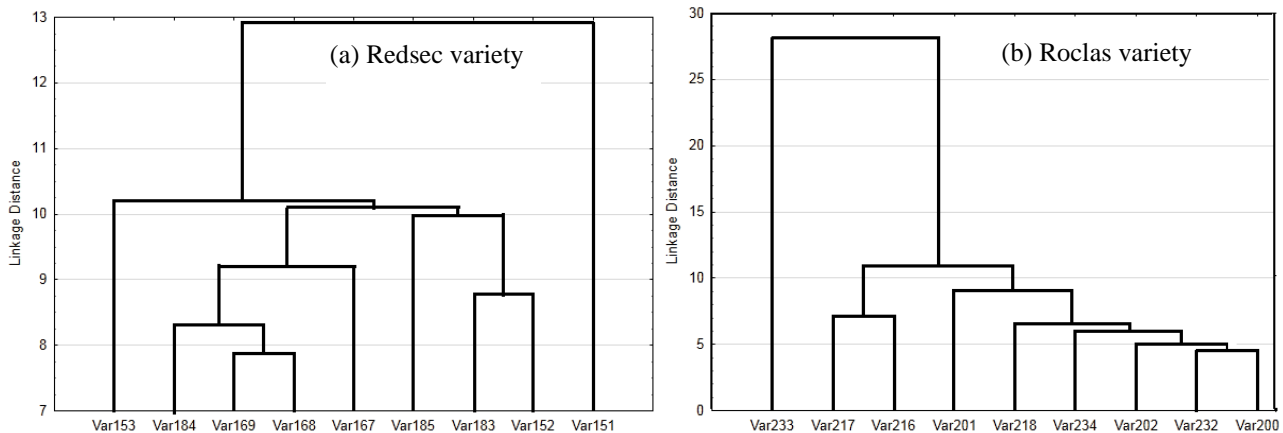 (a) Redsec variety
Linkage Distance
13
12
11
10
9
8
7
Var153 Var184 Var169 Var168 Var167 Var185 Var183 Var152 Var151
(b) Roclas variety
Linkage Distance
30
25
20
15
10
5
0
Var233 Var217 Var216 Var201 Var218 Var234 Var202 Var232 Var200